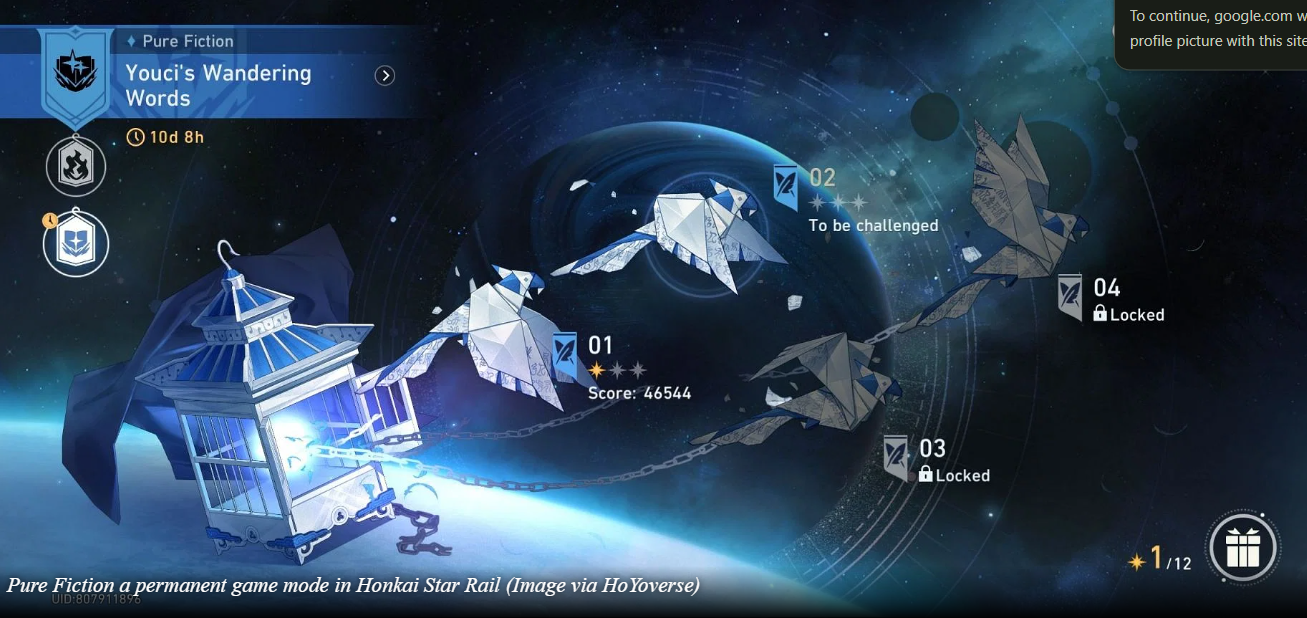 To continue, google.com w
profile picture with this site
Pure Fiction
Youci's Wandering
Words
10d 8h
02
To be challenged
04
Locked
01
Score: 46544
03
Locked
1/12
Pure Fiction a permanent game mode in Honkai Star Rail (Image via HoYoverse)
UID:807911896